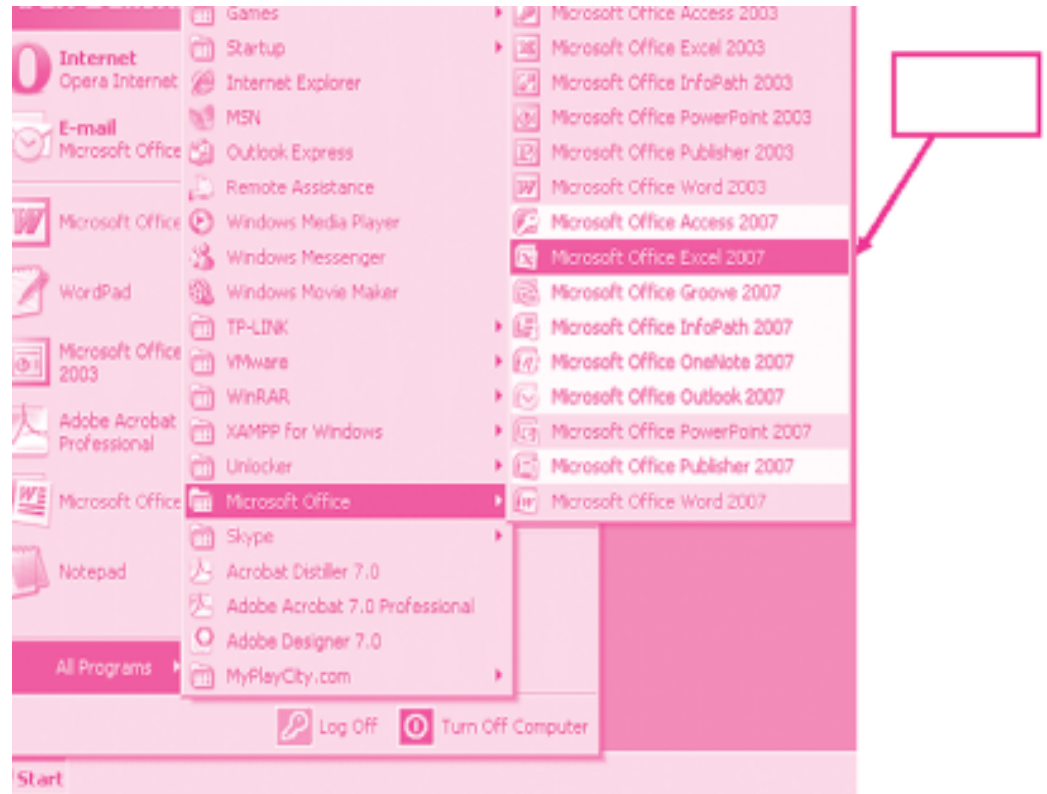 Internet
Opera Internet
E-mail
Microsoft Office
Microsoft Office
WordPad
Microsoft Office
2003
Adobe Acrobat
Professional
Microsoft Office
Notepad
All Programs
Games
Startup
Internet Explorer
MSN
Outlook Express
Remote Assistance
Windows Media Player
Windows Messenger
Windows Movie Maker
TP-LINK
VMware
WinRAR
XAMPP for Windows
Unlocker
Microsoft Office
Skype
Acrobat Distiller 7.0
Adobe Acrobat 7.0 Professional
Adobe Designer 7.0
MyPlayCity.com
Microsoft Office Access 2003
Microsoft Office Excel 2003
Microsoft Office InfoPath 2003
Microsoft Office PowerPoint 2003
Microsoft Office Publisher 2003
Microsoft Office Word 2003
Microsoft Office Access 2007
Microsoft Office Excel 2007
Microsoft Office Groove 2007
Microsoft Office InfoPath 2007
Microsoft Office OneNote 2007
Microsoft Office Outlook 2007
Microsoft Office PowerPoint 2007
Microsoft Office Publisher 2007
Microsoft Office Word 2007
Log Off
Turn Off Computer
Start